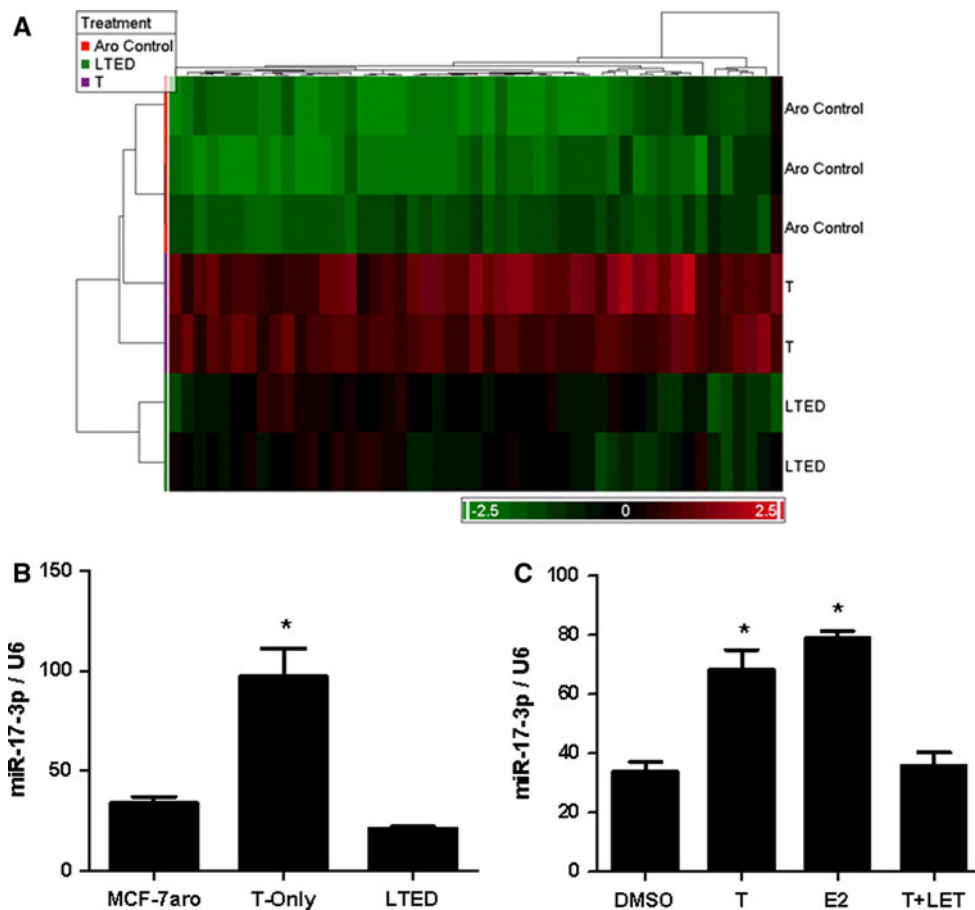 A
Treatment
Aro Control
LTED
T
Aro Control
Aro Control
Aro Control
T
T
LTED
LTED
-2.5 0 2.5
B
miR-17-3p / U6
150
100
50
0
MCF-7aro T-Only LTED
*
C
miR-17-3p / U6
100
80
60
40
20
0
DMSO T E2 T+LET
* *